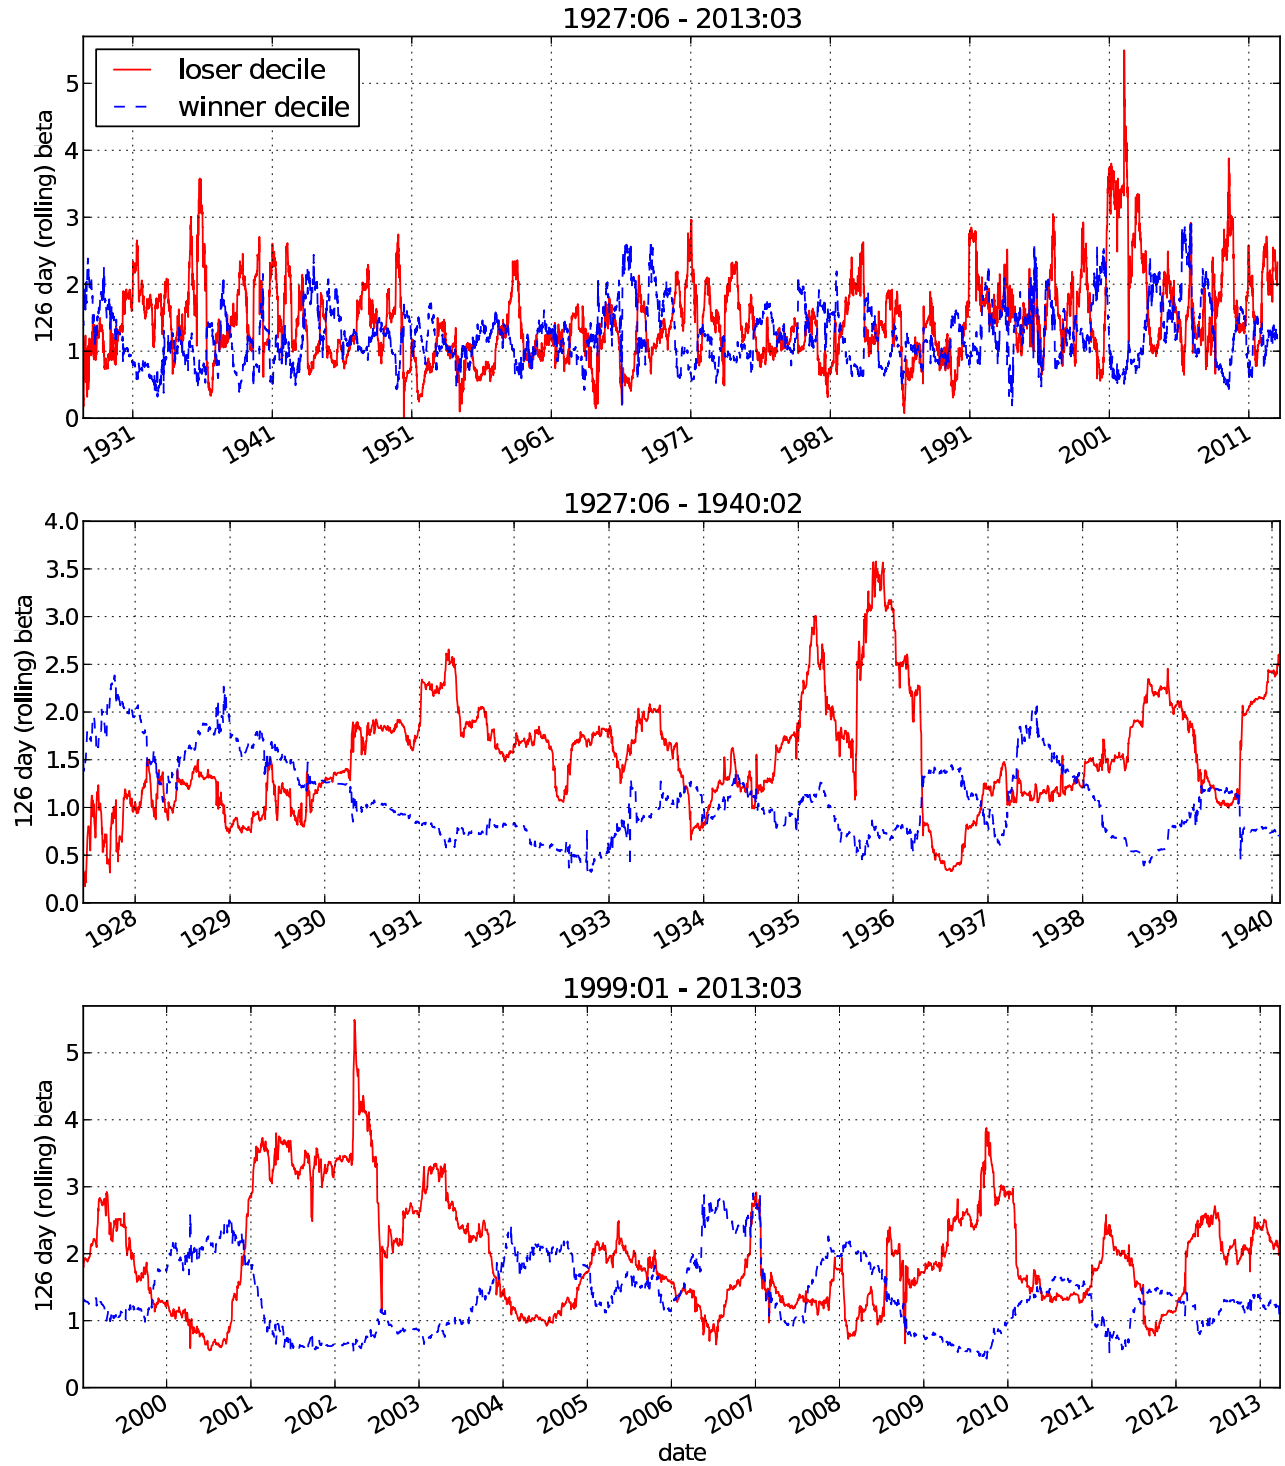 1927:06 - 2013:03
loser decile
winner decile
126 day (rolling) beta
5
4
3
2
1
0
1931 1941 1951 1961 1971 1981 1991 2001 2011
1927:06 - 1940:02
126 day (rolling) beta
4.0
3.5
3.0
2.5
2.0
1.5
1.0
0.5
0.0
1928 1929 1930 1931 1932 1933 1934 1935 1936 1937 1938 1939 1940
1999:01 - 2013:03
126 day (rolling) beta
5
4
3
2
1
0
2000 2001 2002 2003 2004 2005 2006 2007 2008 2009 2010 2011 2012 2013
date